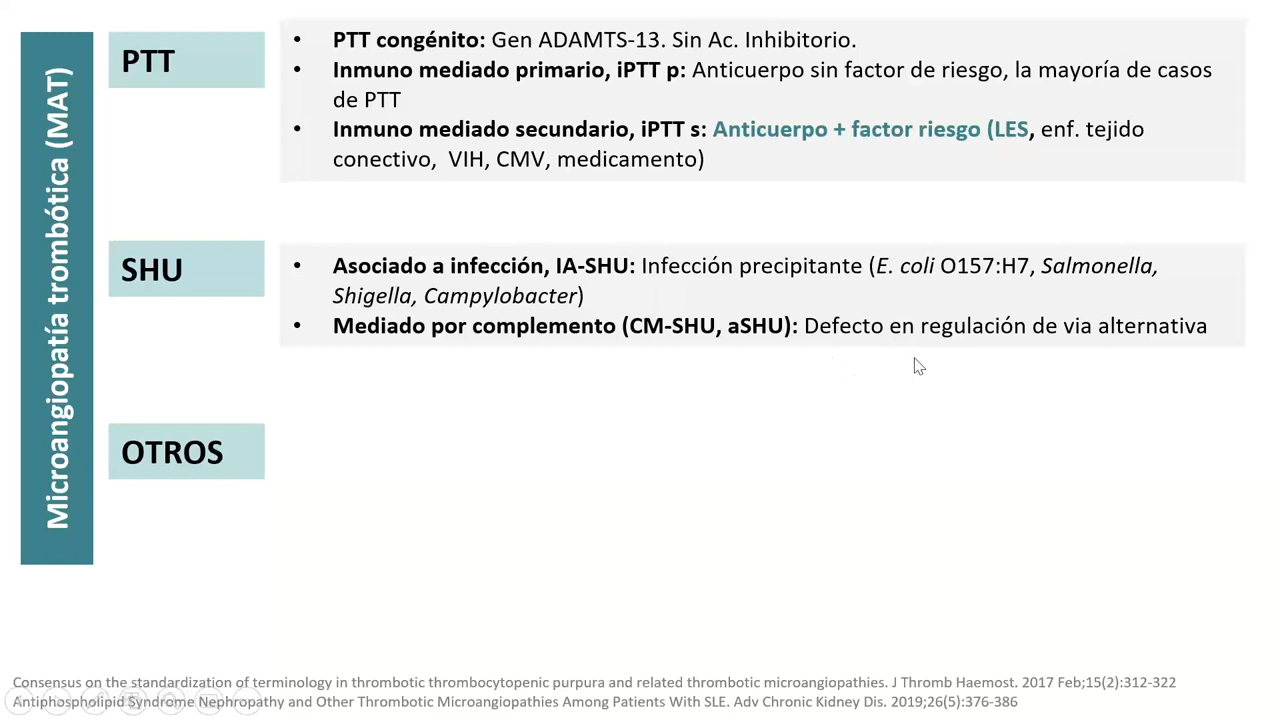 Microangiopatía trombótica (MAT)
PTT
• PTT congénito: Gen ADAMTS-13. Sin Ac. Inhibitorio.
• Inmuno mediado primario, iPTT p: Anticuerpo sin factor de riesgo, la mayoría de casos
de PTT
• Inmuno mediado secundario, iPTT s: Anticuerpo + factor riesgo (LES, enf. tejido
conectivo, VIH, CMV, medicamento)
SHU
• Asociado a infección, IA-SHU: Infección precipitante (E. coli O157:H7, Salmonella,
Shigella, Campylobacter)
• Mediado por complemento (CM-SHU, aSHU): Defecto en regulación de via alternativa
OTROS
Consensus on the standardization of terminology in thrombotic thrombocytopenic purpura and related thrombotic microangiopathies. J Thromb Haemost. 2017 Feb;15(2):312-322
Antiphospholipid Syndrome Nephropathy and Other Thrombotic Microangiopathies Among Patients With SLE. Adv Chronic Kidney Dis. 2019;26(5):376-386